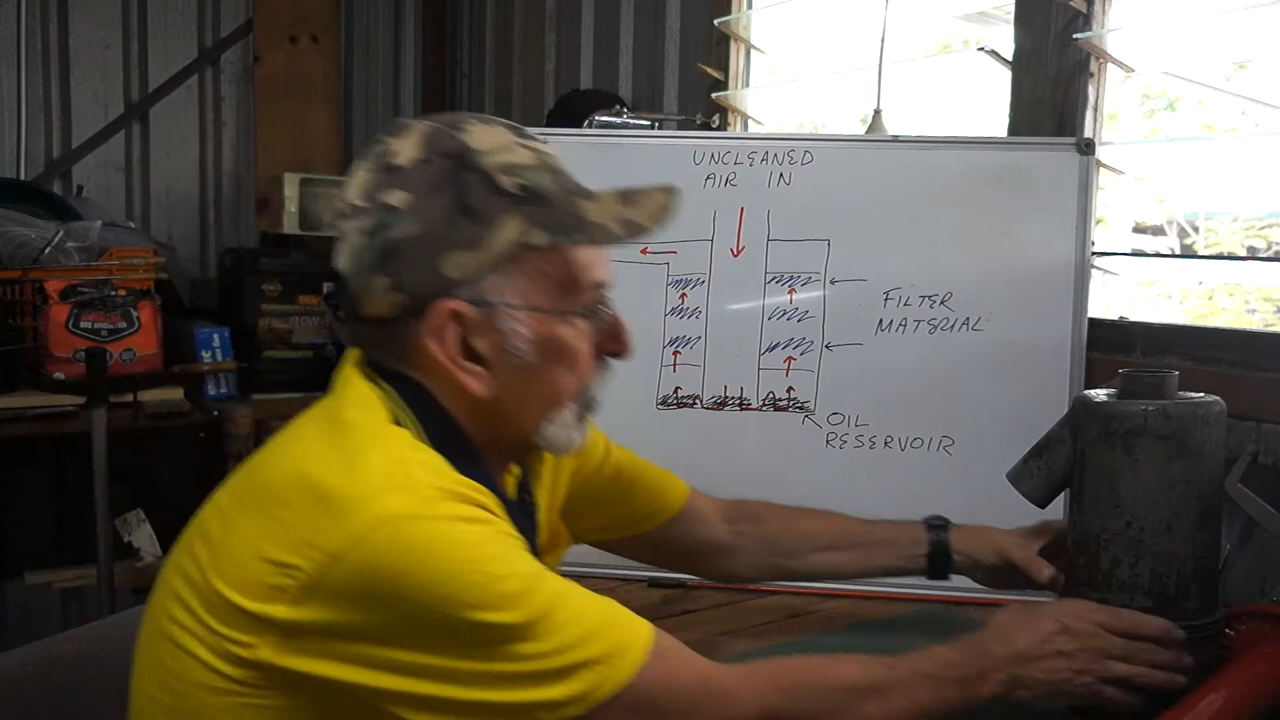 UNCLEANED
AIR IN
FILTER
MATERIAL
OIL
RESERVOIR